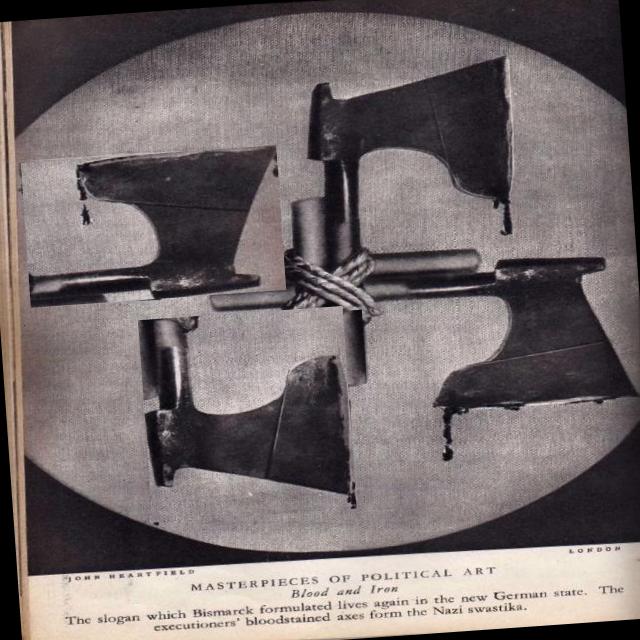 JOHN HEARTFIELD
LONDON
MASTERPIECES OF POLITICAL ART
Blood and Iron
The slogan which Bismarck formulated lives again in the new German state. The
executioners' bloodstained axes form the Nazi swastika.